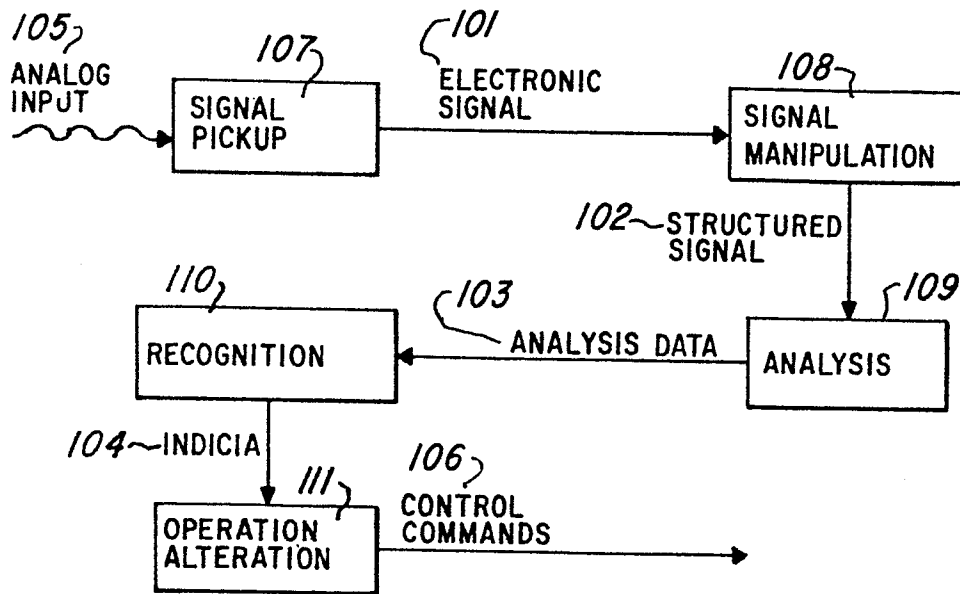 105
ANALOG
INPUT
107
SIGNAL
PICKUP
101
ELECTRONIC
SIGNAL
108
SIGNAL
MANIPULATION
102
STRUCTURED
SIGNAL
109
ANALYSIS
103
ANALYSIS DATA
110
RECOGNITION
104
INDICIA
111
OPERATION
ALTERATION
106
CONTROL
COMMANDS